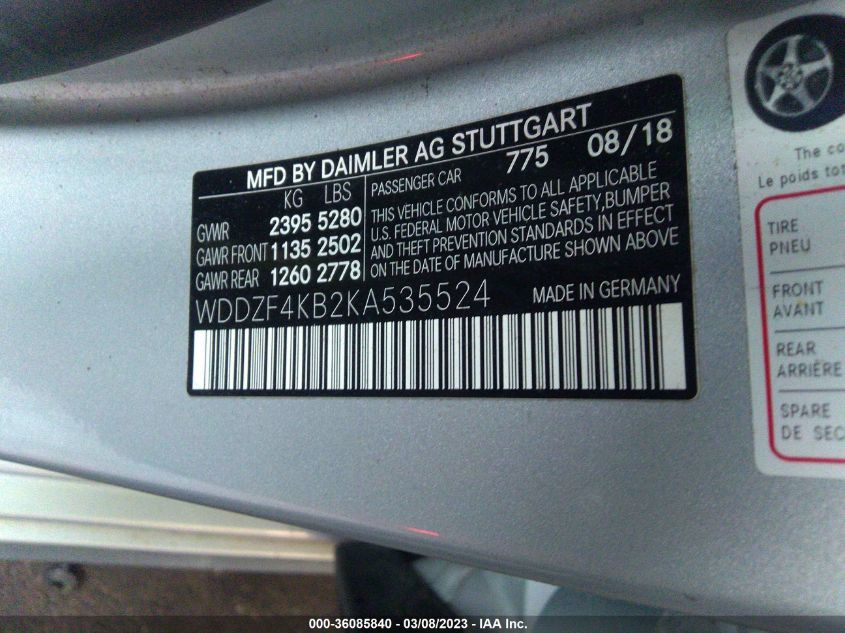 MFD BY DAIMLER AG STUTTGART
KG LBS
PASSENGER CAR 775 08/18
GVWR 2395 5280
GAWR FRONT 1135 2502
GAWR REAR 1260 2778
THIS VEHICLE CONFORMS TO ALL APPLICABLE
U.S. FEDERAL MOTOR VEHICLE SAFETY, BUMPER
AND THEFT PREVENTION STANDARDS IN EFFECT
ON THE DATE OF MANUFACTURE SHOWN ABOVE
WDDZF4KB2KA535524
MADE IN GERMANY
The co
Le poids tot
TIRE
PNEU
FRONT
AVANT
REAR
ARRIÈRE
SPARE
DE SEC
000-36085840 - 03/08/2023 - IAA Inc.